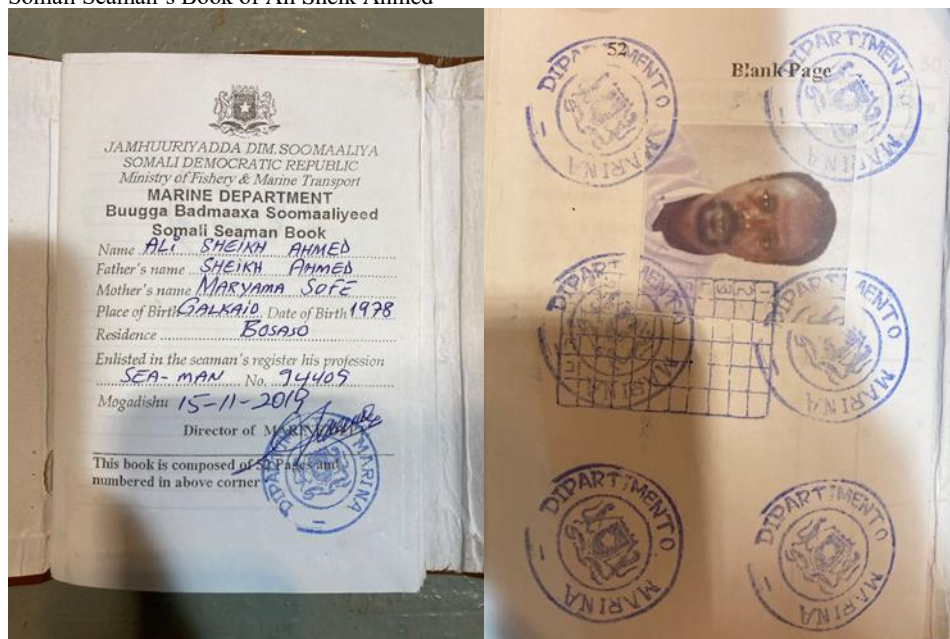 Somali Seaman's Book of Ali Sheik Ahmed
JAMHUURIYADDA DIM.SOOMAALIYA
SOMALI DEMOCRATIC REPUBLIC
Ministry of Fishery & Marine Transport
MARINE DEPARTMENT
Buugga Badmaaxa Soomaaliyeed
Somali Seaman Book
Name ALi SHEIKH AHMED
Father's name SHEIKH AHMED
Mother's name MARYAMA SOFE
Place of Birth GALKAIO Date of Birth 1978
Residence BOSASO
Enlisted in the seaman's register his profession
SEA-MAN No. 94409
Mogadishu 15-11-2019
Director of
This book is composed of 52 Pages and
numbered in above corner
DIPARTIMENTO MARINA
52
Blank Page
DIPARTIMENTO MARINA
DIPARTIMENTO MARINA
DIPARTIMENTO MARINA
DIPARTIMENTO MARINA
DIPARTIMENTO MARINA
DIPARTIMENTO MARINA